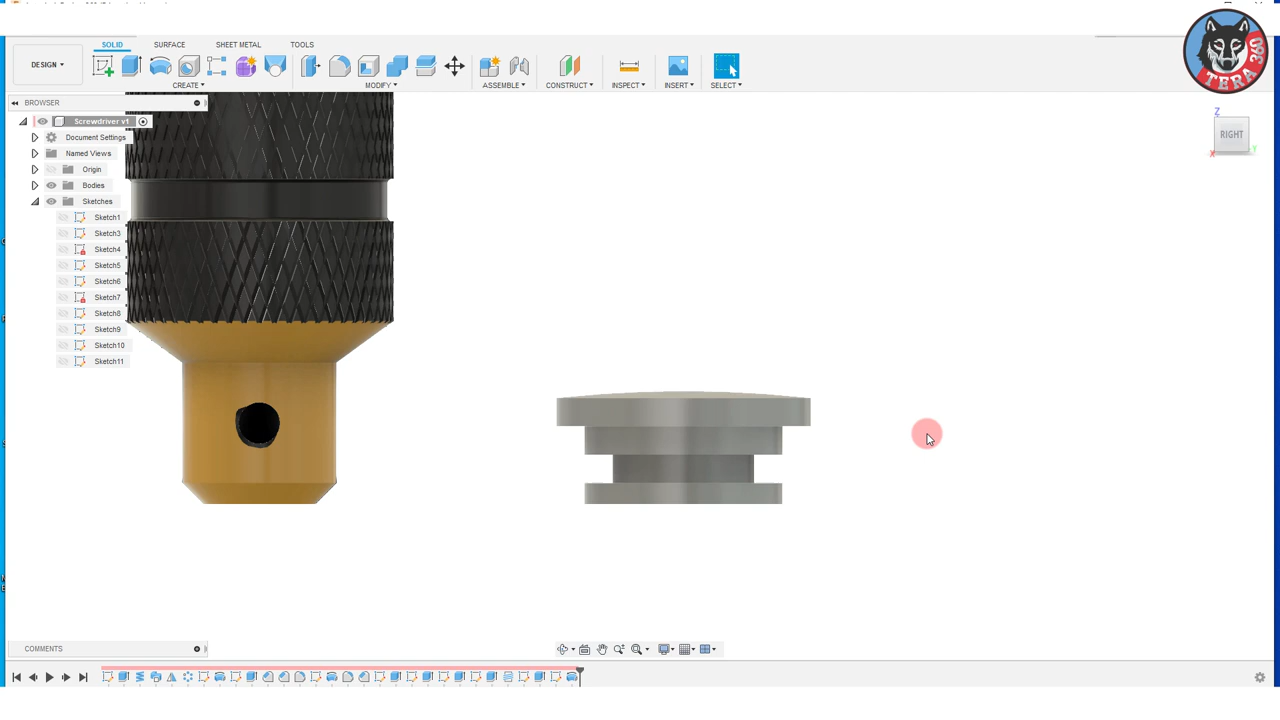 SOLID SURFACE SHEET METAL TOOLS
DESIGN
CREATE MODIFY ASSEMBLE CONSTRUCT INSPECT INSERT SELECT
TERA 360
BROWSER
Screwdriver v1
Document Settings
Named Views
Origin
Bodies
Sketches
Sketch1
Sketch3
Sketch4
Sketch5
Sketch6
Sketch7
Sketch8
Sketch9
Sketch10
Sketch11
Z
RIGHT
X Y
COMMENTS